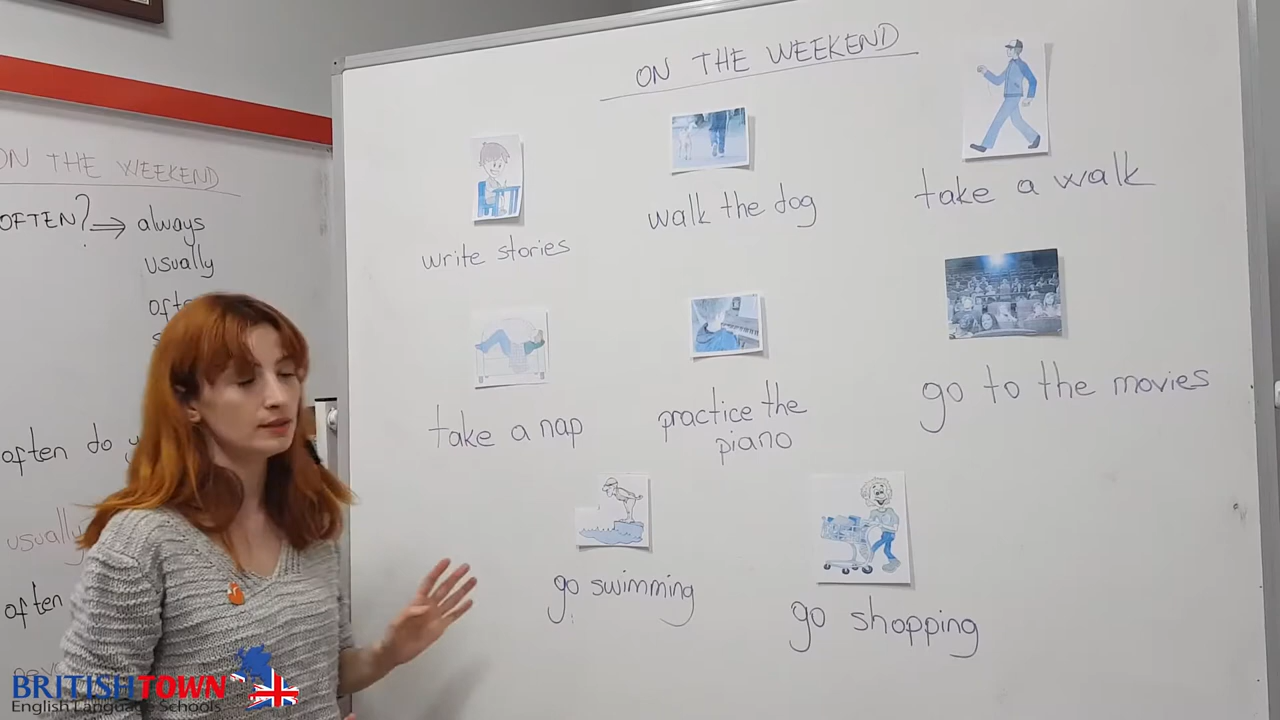 ON THE WEEKEND
OFTEN? ⇒ always
usually
often do
usually
often
ON THE WEEKEND
write stories
walk the dog
take a walk
take a nap
practice the
piano
go to the movies
go swimming
go shopping
BRITISHTOWN
English Language Schools